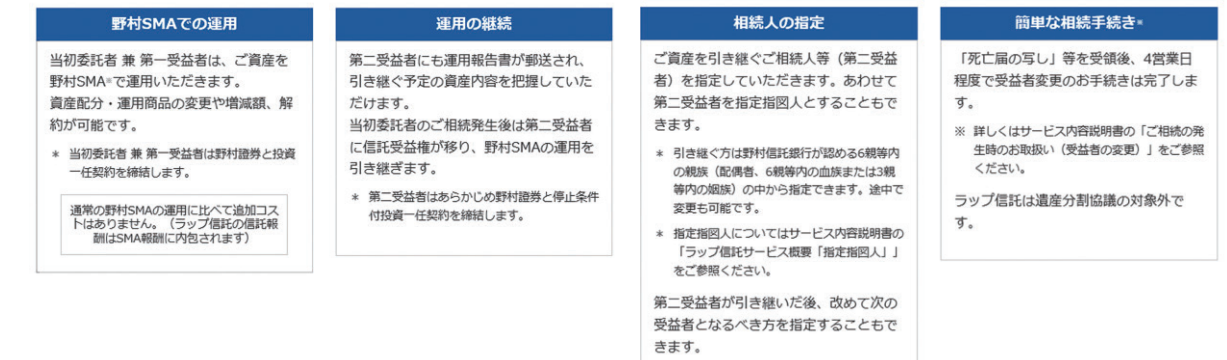 野村SMAでの運用
当初委託者 兼 第一受益者は、ご資産を
野村SMA*で運用いただきます。
資産配分・運用商品の変更や増減額、解
約が可能です。
* 当初委託者 兼 第一受益者は野村證券と投資
一任契約を締結します。
通常の野村SMAの運用に比べて追加コス
トはありません。（ラップ信託の信託報
酬はSMA報酬に内包されます）
運用の継続
第二受益者にも運用報告書が郵送され、
引き継ぐ予定の資産内容を把握していた
だけます。
当初委託者のご相続発生後は第二受益者
に信託受益権が移り、野村SMAの運用を
引き継ぎます。
* 第二受益者はあらかじめ野村證券と停止条件
付投資一任契約を締結します。
相続人の指定
ご資産を引き継ぐご相続人等（第二受益
者）を指定していただきます。あわせて
第二受益者を指定指図人とすることもで
きます。
* 引き継ぐ方は野村信託銀行が認める6親等内
の親族（配偶者、6親等内の血族または3親
等内の姻族）の中から指定できます。途中で
変更も可能です。
* 指定指図人についてはサービス内容説明書の
「ラップ信託サービス概要「指定指図人」」
をご参照ください。
第二受益者が引き継いだ後、改めて次の
受益者となるべき方を指定することもで
きます。
簡単な相続手続き※
「死亡届の写し」等を受領後、4営業日
程度で受益者変更のお手続きは完了しま
す。
※ 詳しくはサービス内容説明書の「ご相続の発
生時のお取扱い（受益者の変更）」をご参照
ください。
ラップ信託は遺産分割協議の対象外で
す。